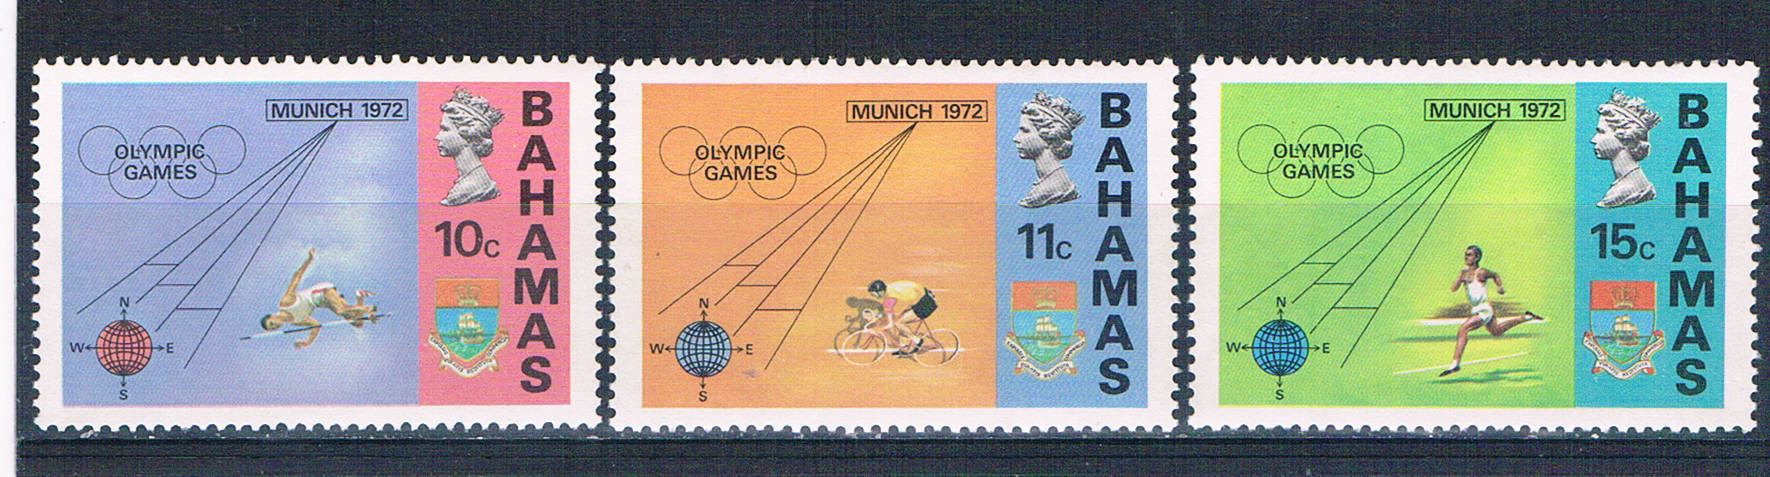 MUNICH 1972
OLYMPIC
GAMES
10c
BAHAMAS
N
W E
S
MUNICH 1972
OLYMPIC
GAMES
11c
BAHAMAS
N
W E
S
MUNICH 1972
OLYMPIC
GAMES
15c
BAHAMAS
N
W E
S